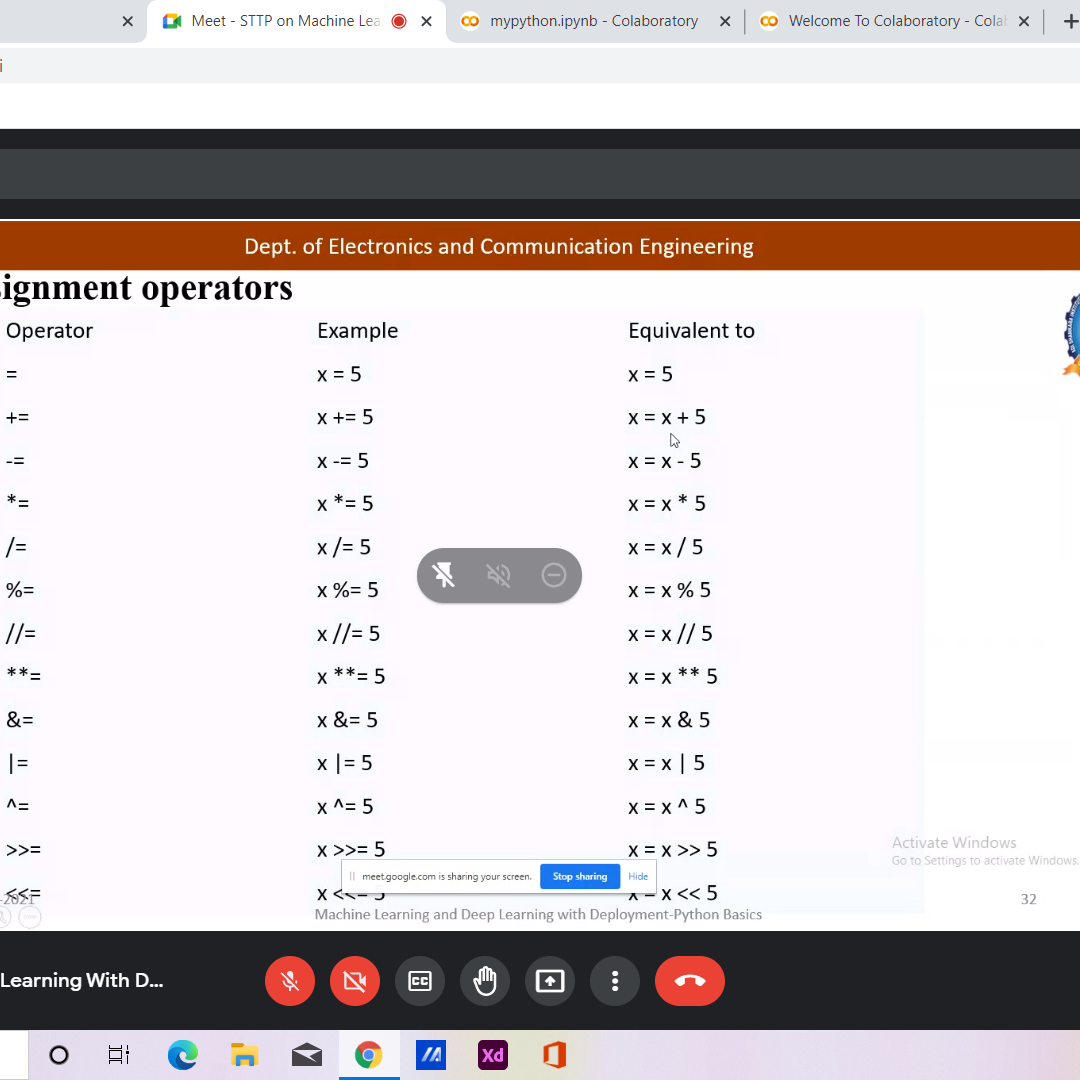 Meet - STTP on Machine Lea
mypython.ipynb - Colaboratory
Welcome To Colaboratory - Cola
i
Dept. of Electronics and Communication Engineering
signment operators
Operator Example Equivalent to
= x = 5 x = 5
+= x += 5 x = x + 5
-= x -= 5 x = x - 5
*= x *= 5 x = x * 5
/= x /= 5 x = x / 5
%= x %= 5 x = x % 5
//= x //= 5 x = x // 5
**= x **= 5 x = x ** 5
&= x &= 5 x = x & 5
|= x |= 5 x = x | 5
^= x ^= 5 x = x ^ 5
>>= x >>= 5 x = x >> 5
<<= x <<= 5 x = x << 5
Activate Windows
Go to Settings to activate Windows.
meet.google.com is sharing your screen. Stop sharing Hide
-2021
Machine Learning and Deep Learning with Deployment-Python Basics
32
Learning With D...
CC
Xd